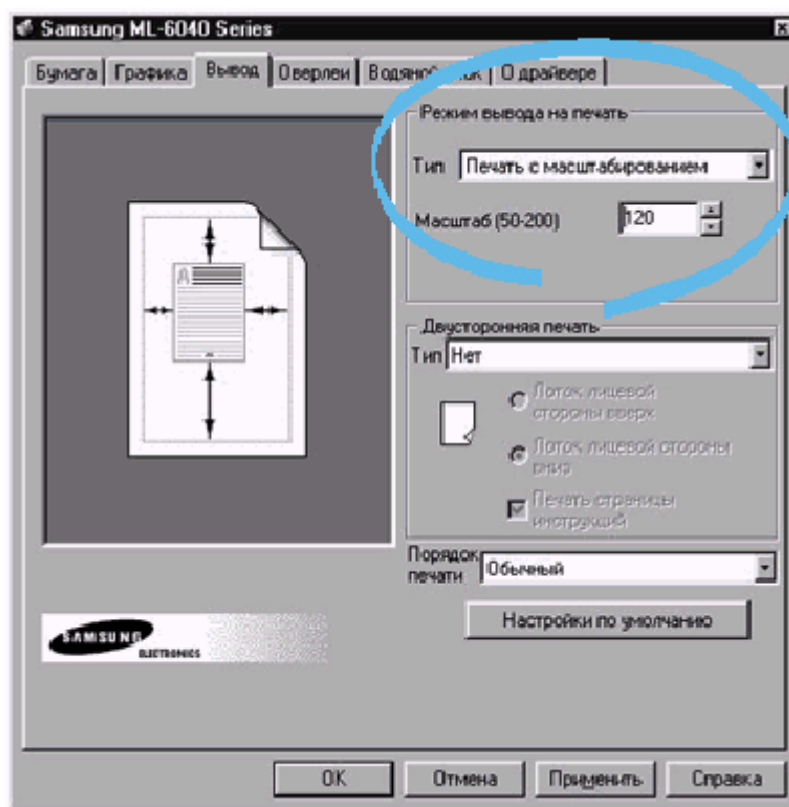 Samsung ML-6040 Series
Бумага Графика Вывод Оверлеи О драйвере
Режим вывода на печать
Тип Печать с масштабированием
Масштаб (50-200) 120
Двусторонняя печать
Тип Нет
Лоток лицевой
стороны вверх
Лоток лицевой стороны
вниз
Печать страницы
инструкций
Порядок
печати Обычный
Настройки по умолчанию
SAMSUNG
ELECTRONICS
OK Отмена Применить Справка